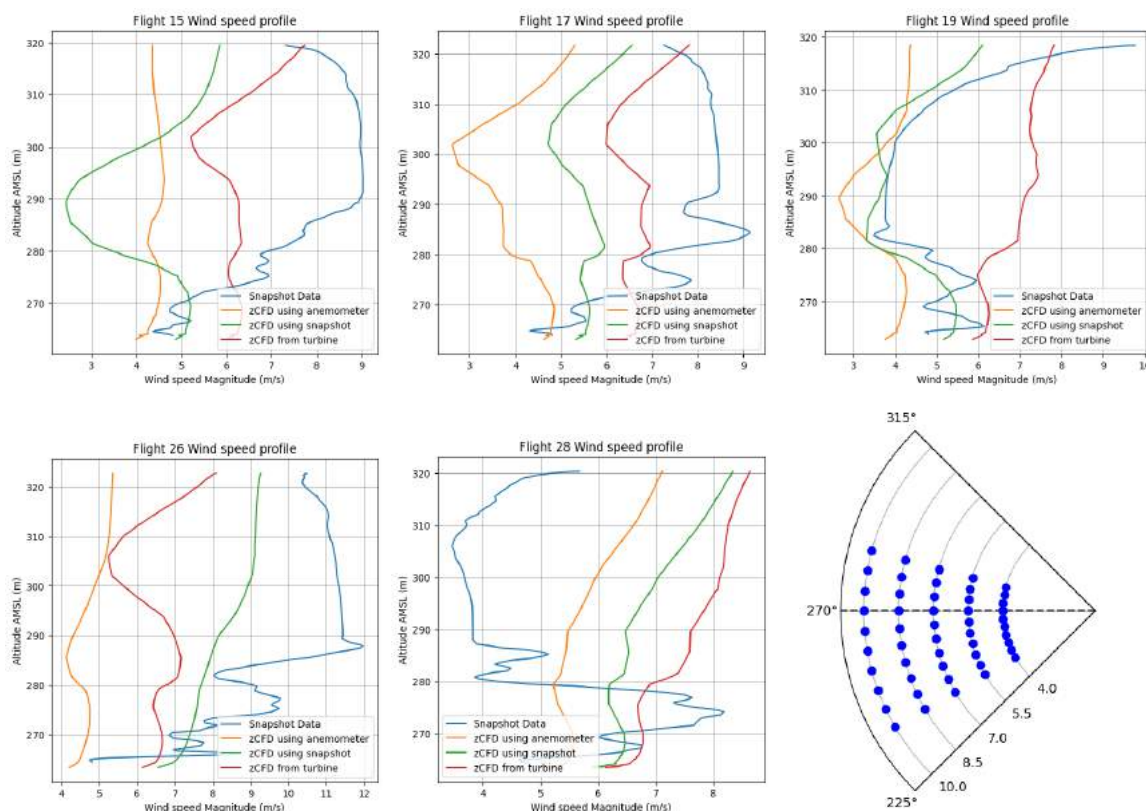 Flight 15 Wind speed profile
Altitude AMSL (m)
320
310
300
290
280
270
Snapshot Data
zCFD using anemometer
zCFD using snapshot
zCFD from turbine
3 4 5 6 7 8 9
Wind speed Magnitude (m/s)
Flight 17 Wind speed profile
Altitude AMSL (m)
320
310
300
290
280
270
Snapshot Data
zCFD using anemometer
zCFD using snapshot
zCFD from turbine
3 4 5 6 7 8 9
Wind speed Magnitude (m/s)
Flight 19 Wind speed profile
Altitude AMSL (m)
320
310
300
290
280
270
Snapshot Data
zCFD using anemometer
zCFD using snapshot
zCFD from turbine
3 4 5 6 7 8 9 10
Wind speed Magnitude (m/s)
Flight 26 Wind speed profile
Altitude AMSL (m)
320
310
300
290
280
270
Snapshot Data
zCFD using anemometer
zCFD using snapshot
zCFD from turbine
4 5 6 7 8 9 10 11 12
Wind speed Magnitude (m/s)
Flight 28 Wind speed profile
Altitude AMSL (m)
320
310
300
290
280
270
Snapshot Data
zCFD using anemometer
zCFD using snapshot
zCFD from turbine
4 5 6 7 8
Wind speed Magnitude (m/s)
315°
270°
225°
4.0
5.5
7.0
8.5
10.0